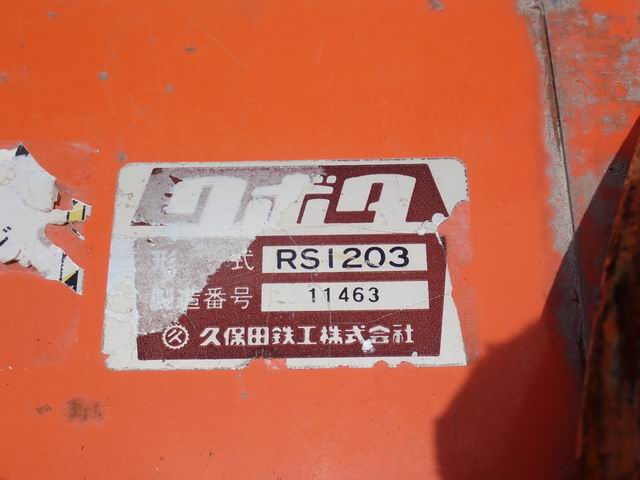 クボタ
形式 RS1203
製造番号 11463
久保田鉄工株式会社